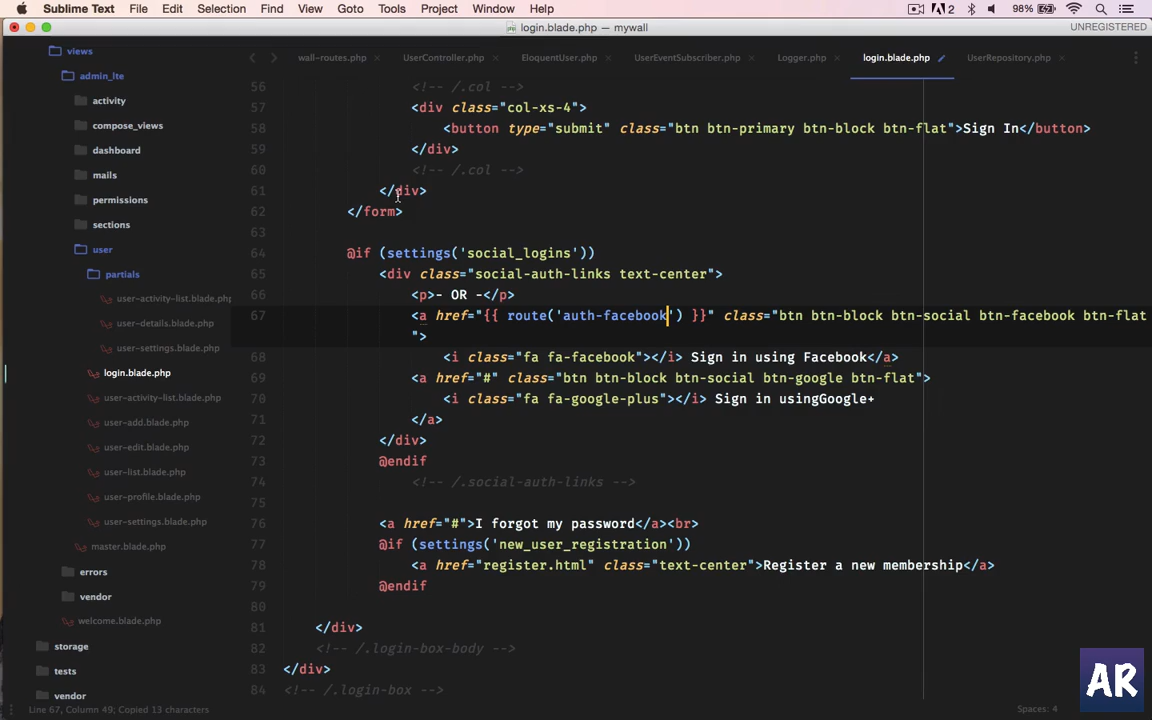 Sublime Text File Edit Selection Find View Goto Tools Project Window Help 2 98%
login.blade.php — mywall UNREGISTERED
wall-routes.php UserController.php EloquentUser.php UserEventSubscriber.php Logger.php login.blade.php UserRepository.php
views
admin_lte
activity
compose_views
dashboard
mails
permissions
sections
user
partials
user-activity-list.blade.php
user-details.blade.php
user-settings.blade.php
login.blade.php
user-activity-list.blade.php
user-add.blade.php
user-edit.blade.php
user-list.blade.php
user-profile.blade.php
user-settings.blade.php
master.blade.php
errors
vendor
welcome.blade.php
storage
tests
vendor
56 <!-- /.col -->
57 <div class="col-xs-4">
58 <button type="submit" class="btn btn-primary btn-block btn-flat">Sign In</button>
59 </div>
60 <!-- /.col -->
61 </div>
62 </form>
63
64 @if (settings('social_logins'))
65 <div class="social-auth-links text-center">
66 <p>- OR -</p>
67 <a href="{{ route('auth-facebook') }}" class="btn btn-block btn-social btn-facebook btn-flat
">
68 <i class="fa fa-facebook"></i> Sign in using Facebook</a>
69 <a href="#" class="btn btn-block btn-social btn-google btn-flat">
70 <i class="fa fa-google-plus"></i> Sign in usingGoogle+
71 </a>
72 </div>
73 @endif
74 <!-- /.social-auth-links -->
75
76 <a href="#">I forgot my password</a><br>
77 @if (settings('new_user_registration'))
78 <a href="register.html" class="text-center">Register a new membership</a>
79 @endif
80
81 </div>
82 <!-- /.login-box-body -->
83 </div>
84 <!-- /.login-box -->
Line 67, Column 49; Copied 13 characters Spaces: 4
AR